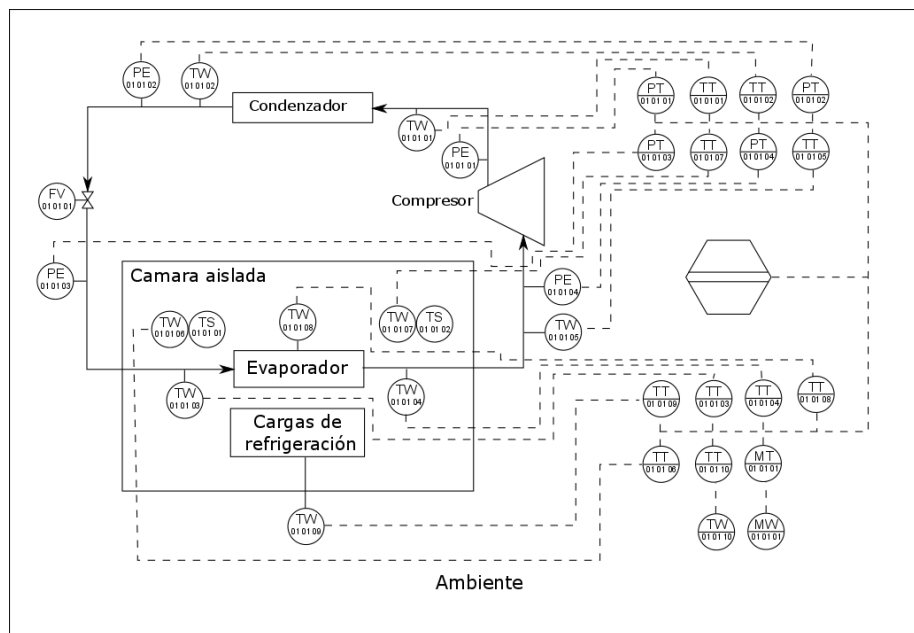 PE
010102
TW
010102
Condenzador
TW
010101
PE
010101
PT
010101
TT
010101
TT
010102
PT
010102
PT
010103
TT
010107
PT
010104
TT
010105
FV
010101
Compresor
PE
010103
Camara aislada
PE
010104
TW
010105
TW
010106
TS
010101
TW
010108
TW
010107
TS
010102
Evaporador
TW
010103
TW
010104
Cargas de
refrigeración
TW
010109
TT
010109
TT
010103
TT
010104
TT
010108
TT
010106
TT
010110
MT
010101
TW
010110
MW
010101
Ambiente